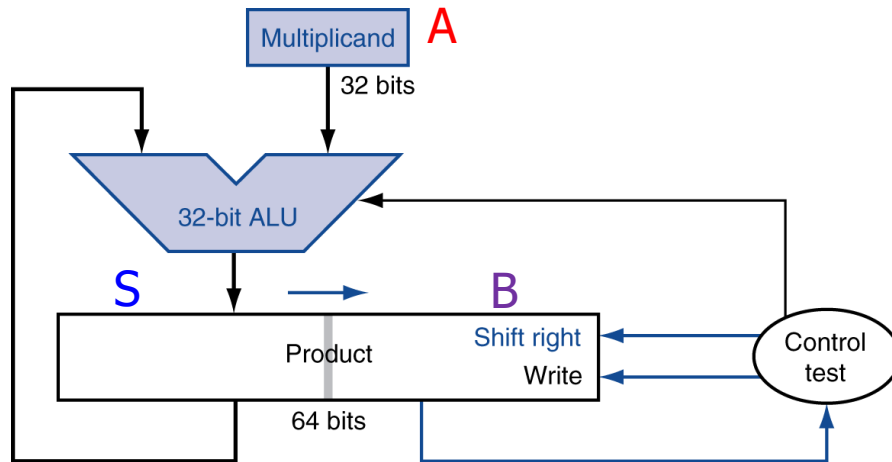 Multiplicand
A
32 bits
32-bit ALU
S
B
Shift right
Product
Write
Control
test
64 bits